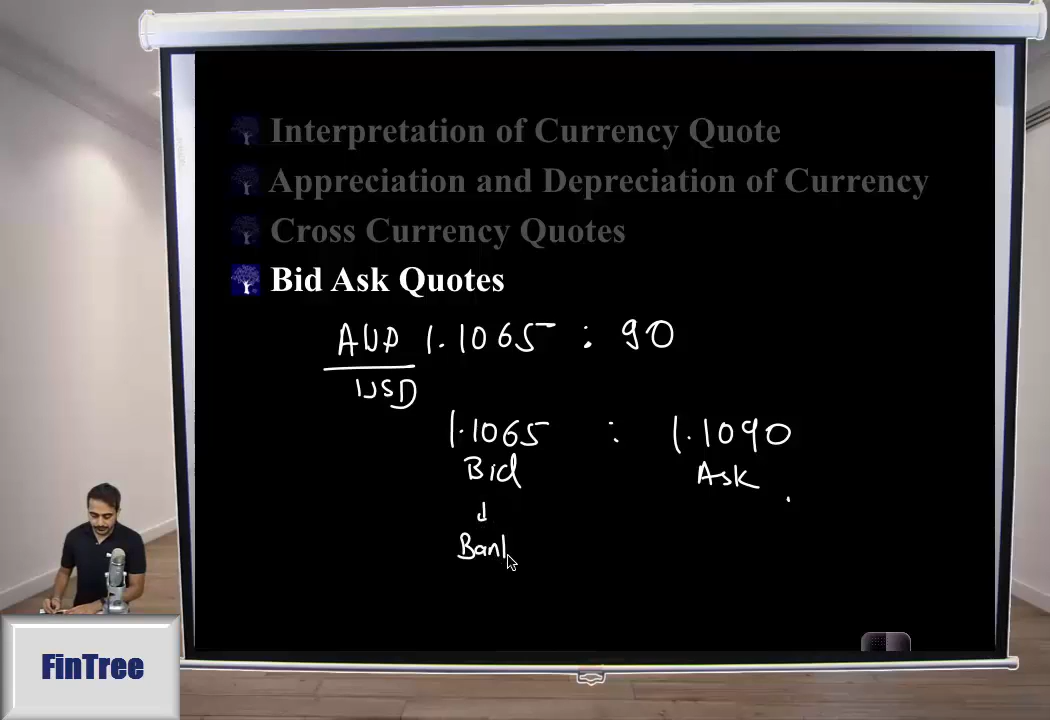 Interpretation of Currency Quote
Appreciation and Depreciation of Currency
Cross Currency Quotes
Bid Ask Quotes
AUD 1.1065 : 90
USD
1.1065 : 1.1090
Bid Ask
Bank
FinTree